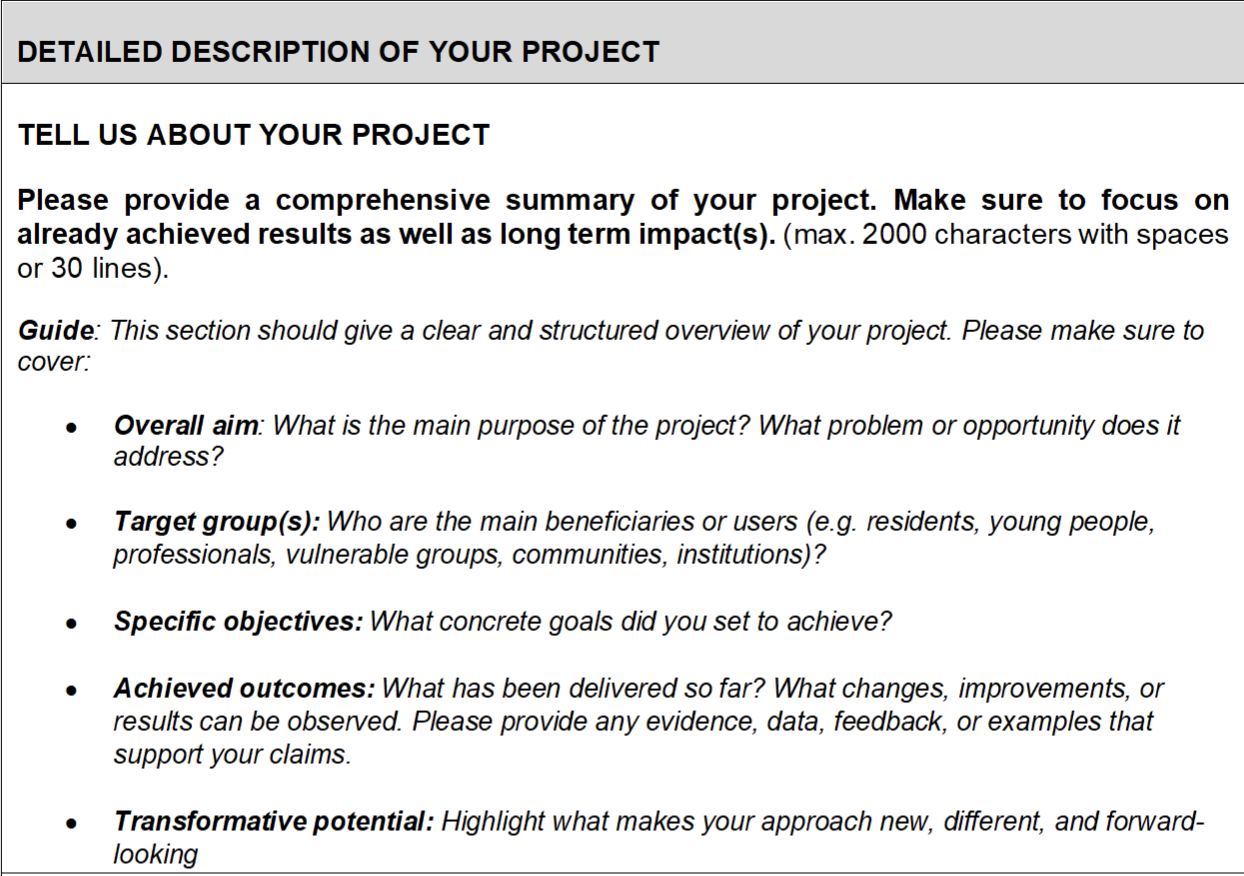 DETAILED DESCRIPTION OF YOUR PROJECT
TELL US ABOUT YOUR PROJECT
Please provide a comprehensive summary of your project. Make sure to focus on
already achieved results as well as long term impact(s). (max. 2000 characters with spaces
or 30 lines).
Guide: This section should give a clear and structured overview of your project. Please make sure to
cover:
• Overall aim: What is the main purpose of the project? What problem or opportunity does it
address?
• Target group(s): Who are the main beneficiaries or users (e.g. residents, young people,
professionals, vulnerable groups, communities, institutions)?
• Specific objectives: What concrete goals did you set to achieve?
• Achieved outcomes: What has been delivered so far? What changes, improvements, or
results can be observed. Please provide any evidence, data, feedback, or examples that
support your claims.
• Transformative potential: Highlight what makes your approach new, different, and forward-
looking